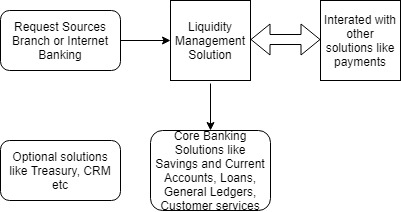 Request Sources
Branch or Internet
Banking
Liquidity
Management
Solution
Interated with
other
solutions like
payments
Optional solutions
like Treasury, CRM
etc
Core Banking
Solutions like
Savings and Current
Accounts, Loans,
General Ledgers,
Customer services